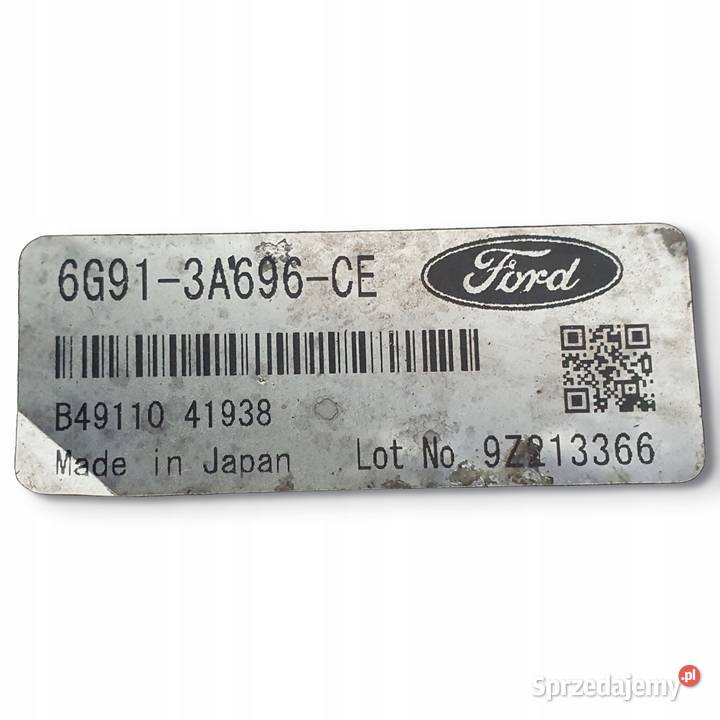 6G91-3A696-CE Ford
B49110 41938
Made in Japan Lot No. 9Z213366
Sprzedajemy.pl